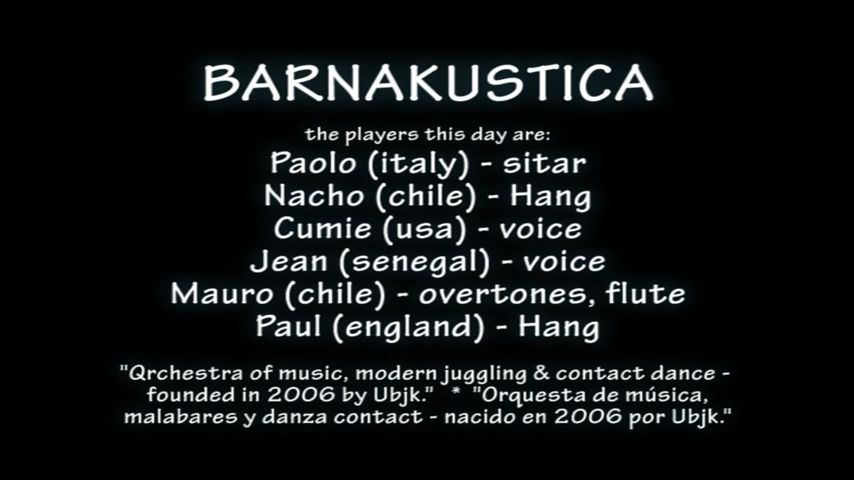 BARNAKUSTICA
the players this day are:
Paolo (italy) - sitar
Nacho (chile) - Hang
Cumie (usa) - voice
Jean (senegal) - voice
Mauro (chile) - overtones, flute
Paul (england) - Hang
"Qrchestra of music, modern juggling & contact dance -
founded in 2006 by Ubjk." * "Orquesta de música,
malabares y danza contact - nacido en 2006 por Ubjk."